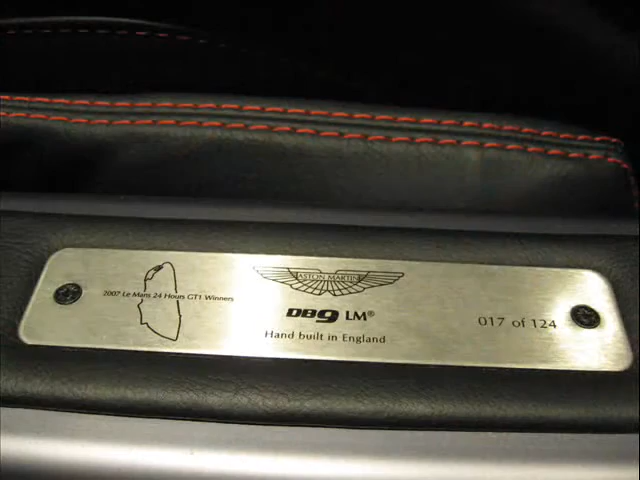 2007 Le Mans 24 Hours GT1 Winners
ASTON MARTIN
DB9 LM®
Hand built in England
017 of 124